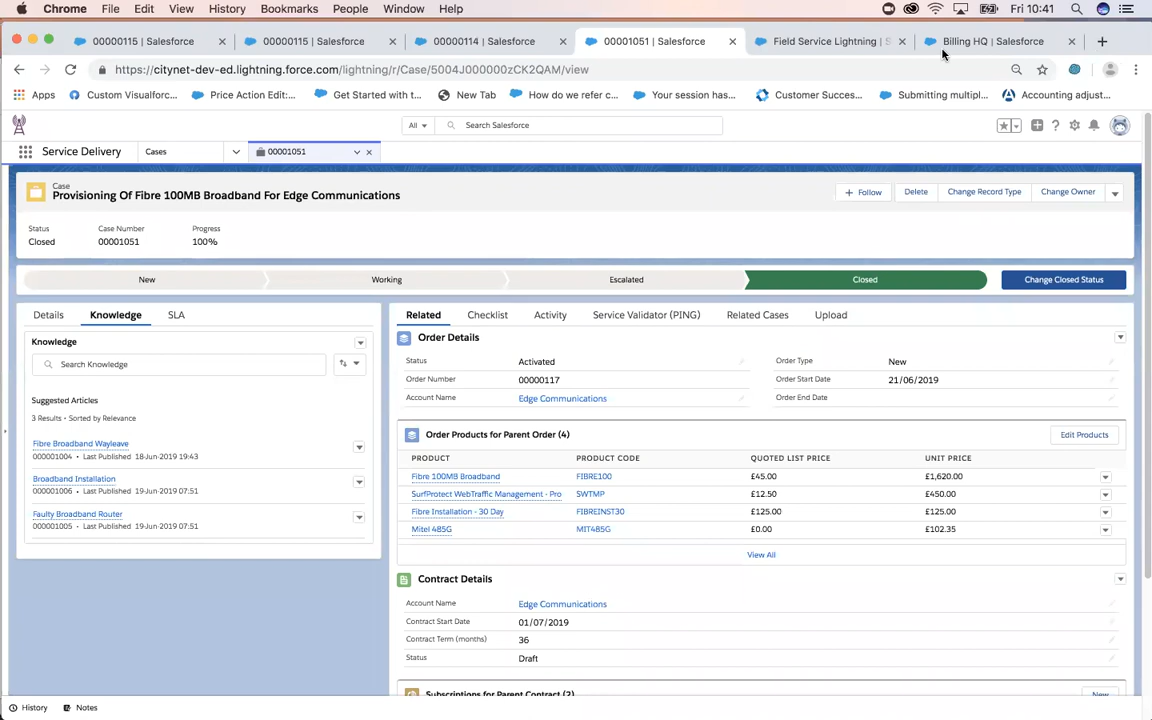 Chrome File Edit View History Bookmarks People Window Help Fri 10:41
00000115 | Salesforce 00000115 | Salesforce 00000114 | Salesforce 00001051 | Salesforce Field Service Lightning | S Billing HQ | Salesforce
https://citynet-dev-ed.lightning.force.com/lightning/r/Case/5004J000000zCK2QAM/view
Apps Custom Visualforc... Price Action Edit:... Get Started with t... New Tab How do we refer c... Your session has... Customer Succes... Submitting multipl... Accounting adjust...
All Search Salesforce
Service Delivery Cases 00001051
Case
Provisioning Of Fibre 100MB Broadband For Edge Communications
Follow Delete Change Record Type Change Owner
Status Case Number Progress
Closed 00001051 100%
New Working Escalated Closed Change Closed Status
Details Knowledge SLA
Knowledge
Search Knowledge
Suggested Articles
3 Results • Sorted by Relevance
Fibre Broadband Wayleave
000001004 • Last Published 18-Jun-2019 19:43
Broadband Installation
000001006 • Last Published 19-Jun-2019 07:51
Faulty Broadband Router
000001005 • Last Published 19-Jun-2019 07:51
Related Checklist Activity Service Validator (PING) Related Cases Upload
Order Details
Status Activated Order Type New
Order Number 00000117 Order Start Date 21/06/2019
Account Name Edge Communications Order End Date
Order Products for Parent Order (4) Edit Products
PRODUCT PRODUCT CODE QUOTED LIST PRICE UNIT PRICE
Fibre 100MB Broadband FIBRE100 £45.00 £1,620.00
SurfProtect WebTraffic Management - Pro SWTMP £12.50 £450.00
Fibre Installation - 30 Day FIBREINST30 £125.00 £125.00
Mitel 485G MIT485G £0.00 £102.35
View All
Contract Details
Account Name Edge Communications
Contract Start Date 01/07/2019
Contract Term (months) 36
Status Draft
Subscriptions for Parent Contract (2) New
History Notes